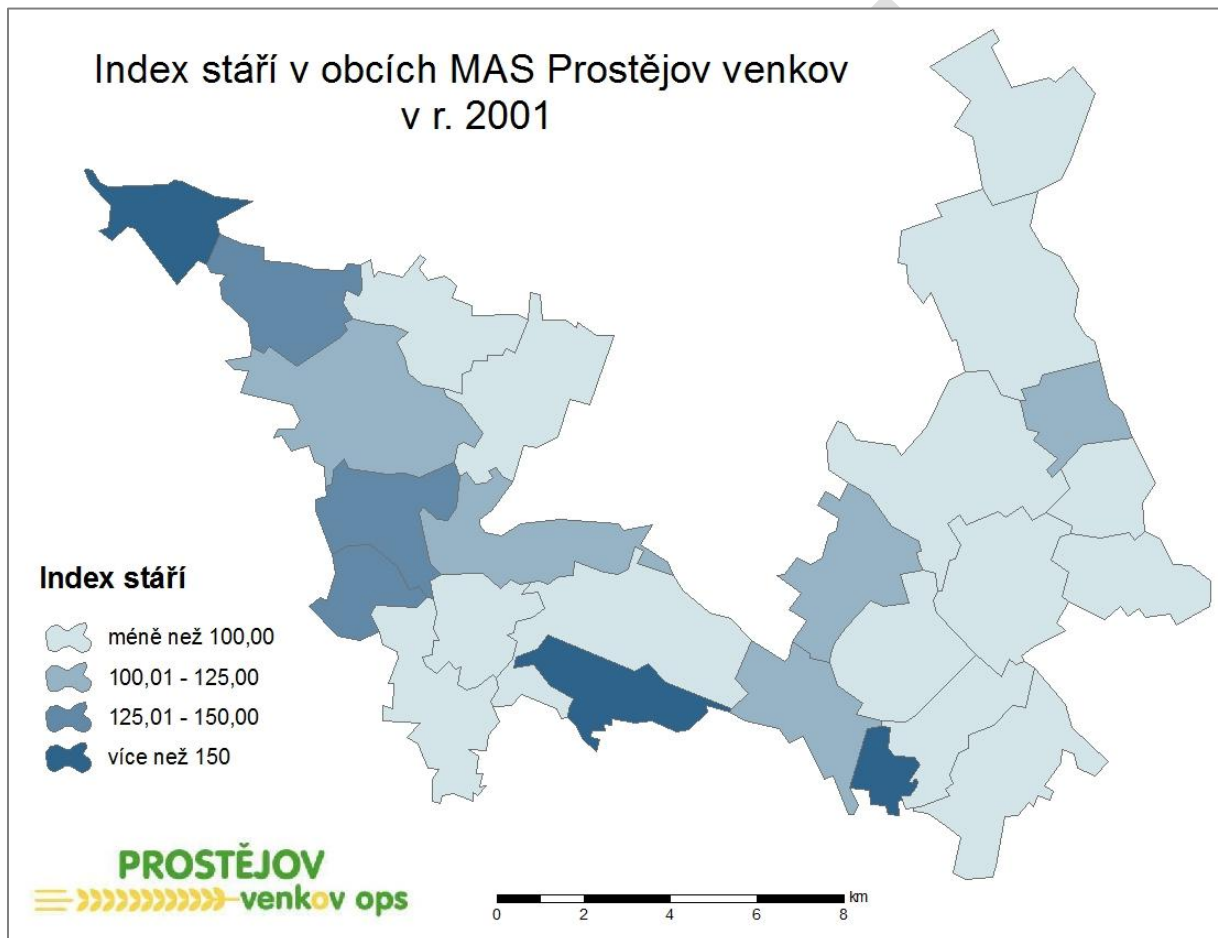 Index stáří v obcích MAS Prostějov venkov
v r. 2001
Index stáří
méně než 100,00
100,01 - 125,00
125,01 - 150,00
více než 150
PROSTĚJOV
venkov ops
km
0 2 4 6 8